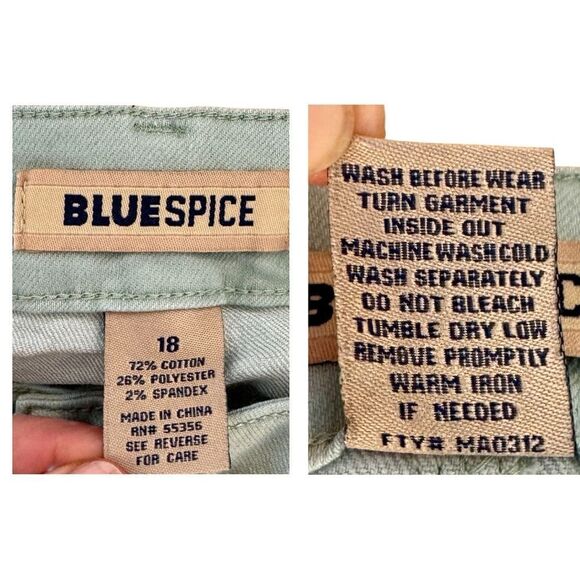 BLUESPICE
18
72% COTTON
26% POLYESTER
2% SPANDEX
MADE IN CHINA
RN# 55356
SEE REVERSE
FOR CARE
WASH BEFORE WEAR
TURN GARMENT
INSIDE OUT
MACHINE WASH COLD
WASH SEPARATELY
DO NOT BLEACH
TUMBLE DRY LOW
REMOVE PROMPTLY
WARM IRON
IF NEEDED
FTY# MA0312